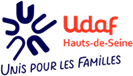 Udaf
Hauts-de-Seine
UNIS POUR LES FAMILLES